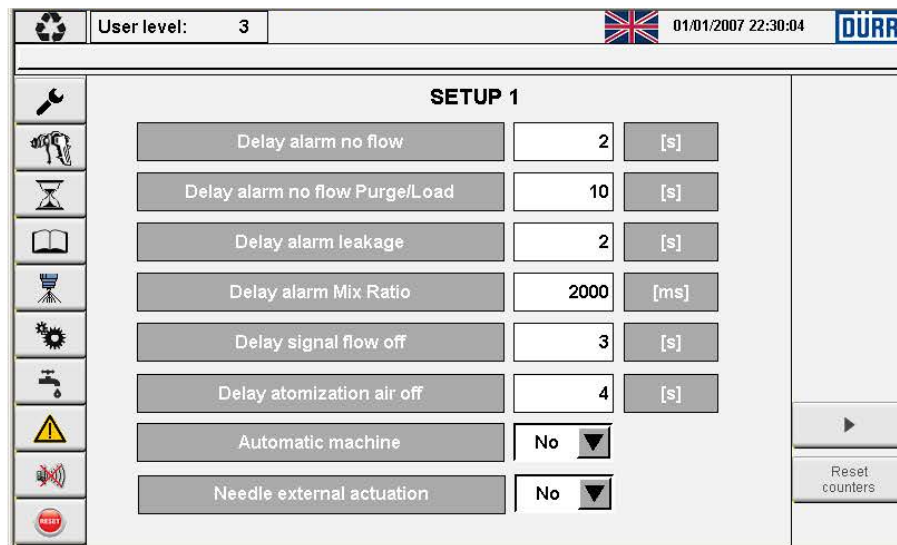 User level: 3
01/01/2007 22:30:04
DÜRR
SETUP 1
Delay alarm no flow 2 [s]
Delay alarm no flow Purge/Load 10 [s]
Delay alarm leakage 2 [s]
Delay alarm Mix Ratio 2000 [ms]
Delay signal flow off 3 [s]
Delay atomization air off 4 [s]
Automatic machine No
Needle external actuation No
Reset
counters
RESET